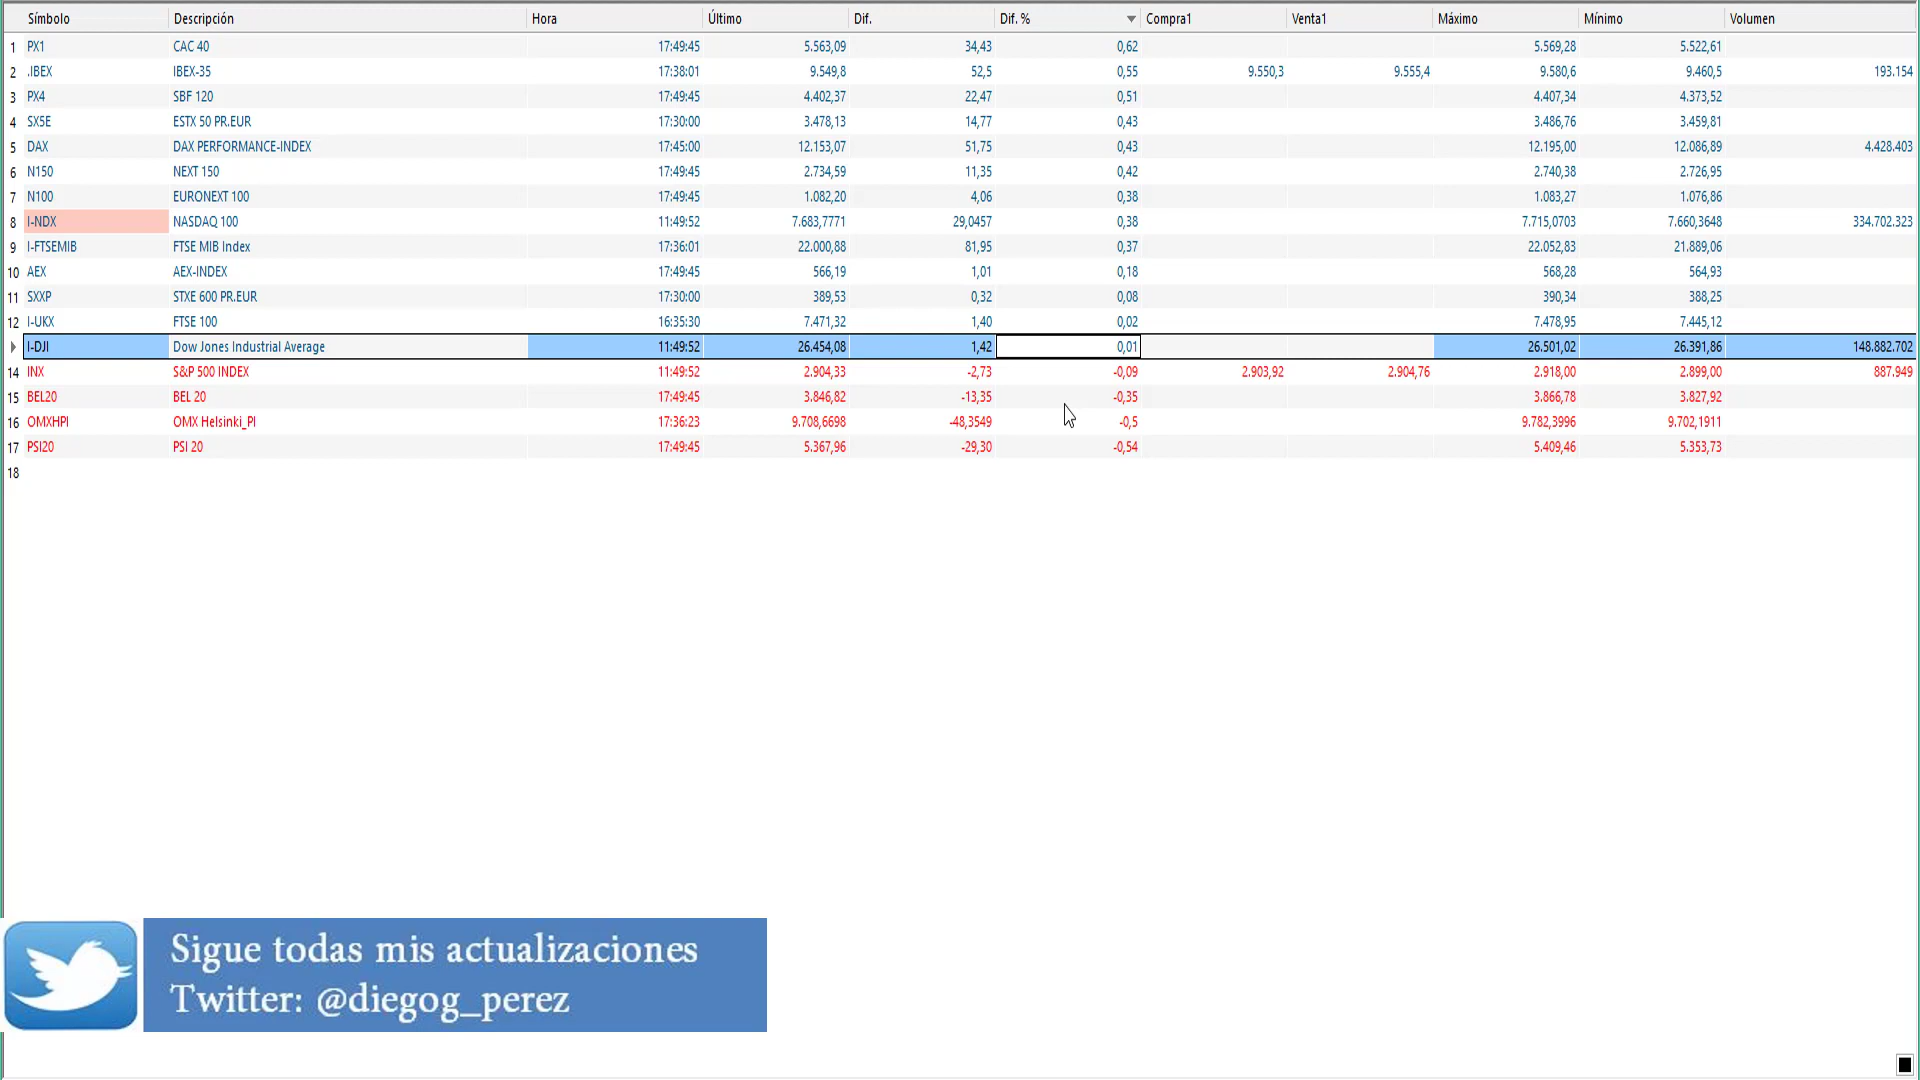 Símbolo Descripción Hora Último Dif. Dif. % Compra1 Venta1 Máximo Mínimo Volumen
1 PX1 CAC 40 17:49:45 5.563,09 34,43 0,62 5.569,28 5.522,61
2 .IBEX IBEX-35 17:38:01 9.549,8 52,5 0,55 9.550,3 9.555,4 9.580,6 9.460,5 193.154
3 PX4 SBF 120 17:49:45 4.402,37 22,47 0,51 4.407,34 4.373,52
4 SX5E ESTX 50 PR.EUR 17:30:00 3.478,13 14,77 0,43 3.486,76 3.459,81
5 DAX DAX PERFORMANCE-INDEX 17:45:00 12.153,07 51,75 0,43 12.195,00 12.086,89 4.428.403
6 N150 NEXT 150 17:49:45 2.734,59 11,35 0,42 2.740,38 2.726,95
7 N100 EURONEXT 100 17:49:45 1.082,20 4,06 0,38 1.083,27 1.076,86
8 I-NDX NASDAQ 100 11:49:52 7.683,7771 29,0457 0,38 7.715,0703 7.660,3648 334.702.323
9 I-FTSEMIB FTSE MIB Index 17:36:01 22.000,88 81,95 0,37 22.052,83 21.889,06
10 AEX AEX-INDEX 17:49:45 566,19 1,01 0,18 568,28 564,93
11 SXXP STXE 600 PR.EUR 17:30:00 389,53 0,32 0,08 390,34 388,25
12 I-UKX FTSE 100 16:35:30 7.471,32 1,40 0,02 7.478,95 7.445,12
I-DJI Dow Jones Industrial Average 11:49:52 26.454,08 1,42 0,01 26.501,02 26.391,86 148.882.702
14 INX S&P 500 INDEX 11:49:52 2.904,33 -2,73 -0,09 2.903,92 2.904,76 2.918,00 2.899,00 887.949
15 BEL20 BEL 20 17:49:45 3.846,82 -13,35 -0,35 3.866,78 3.827,92
16 OMXHPI OMX Helsinki_PI 17:36:23 9.708,6698 -48,3549 -0,5 9.782,3996 9.702,1911
17 PSI20 PSI 20 17:49:45 5.367,96 -29,30 -0,54 5.409,46 5.353,73
18
Sigue todas mis actualizaciones
Twitter: @diegog_perez